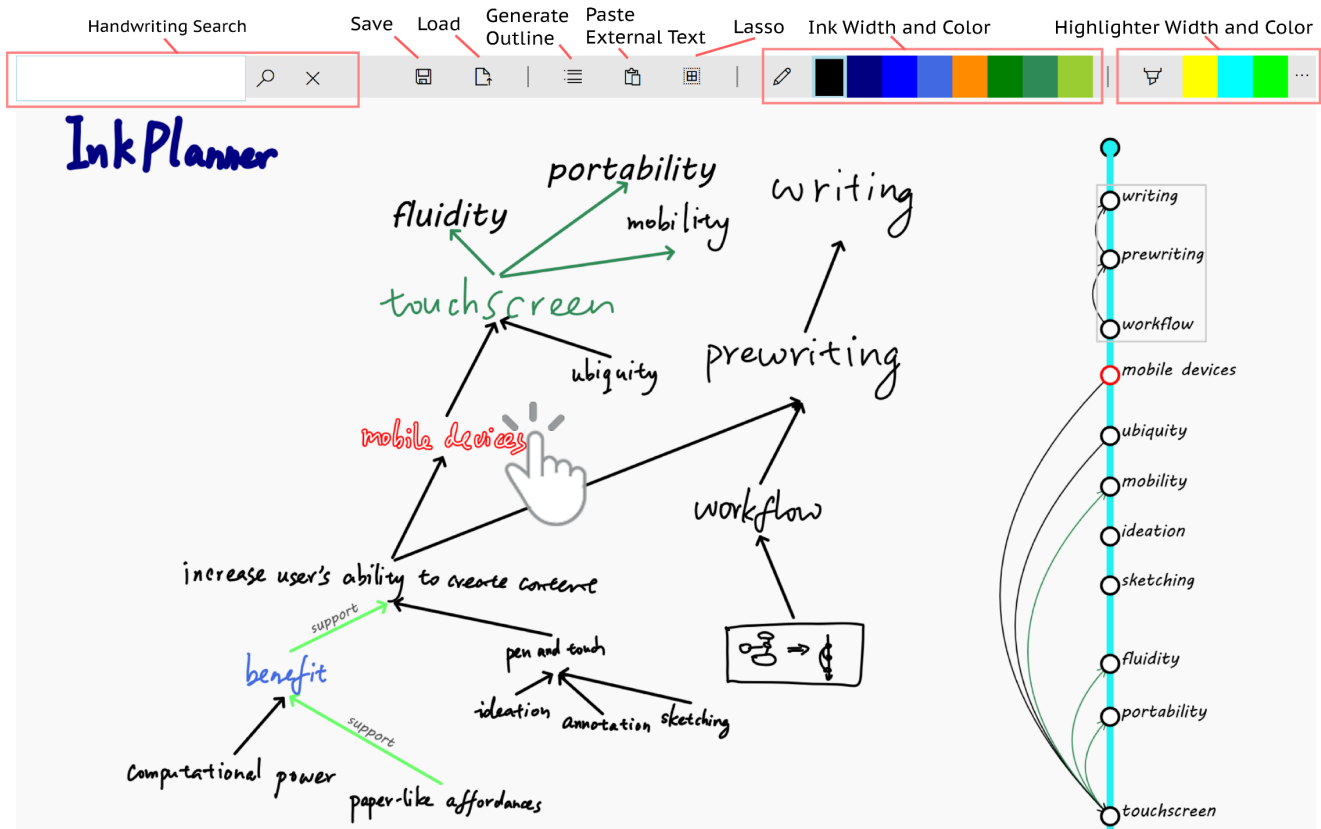 Handwriting Search
Save
Load
Generate
Outline
Paste
External Text
Lasso
Ink Width and Color
Highlighter Width and Color
InkPlanner
portability
writing
fluidity
mobility
touchscreen
prewriting
ubiquity
mobile devices
workflow
increase user's ability to create content
support
pen and touch
benefit
ideation
annotation
sketching
support
computational power
paper-like affordances
writing
prewriting
workflow
mobile devices
ubiquity
mobility
ideation
sketching
fluidity
portability
touchscreen